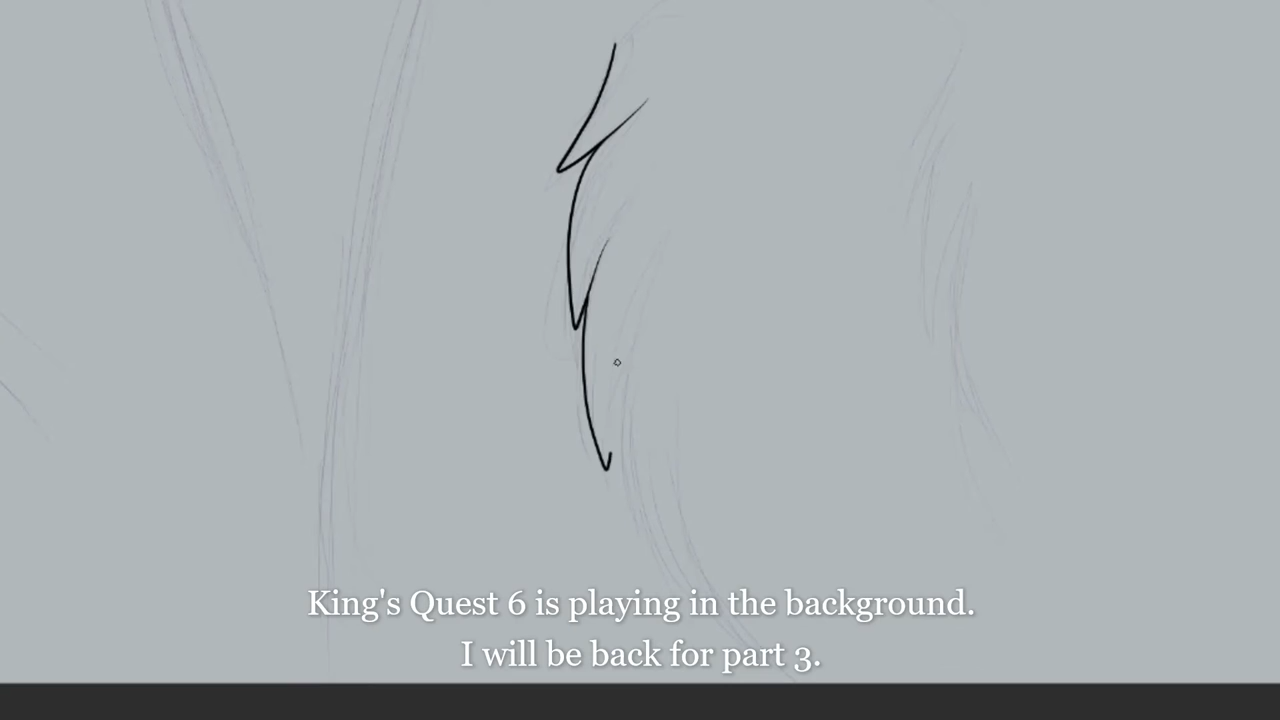 King's Quest 6 is playing in the background.
I will be back for part 3.